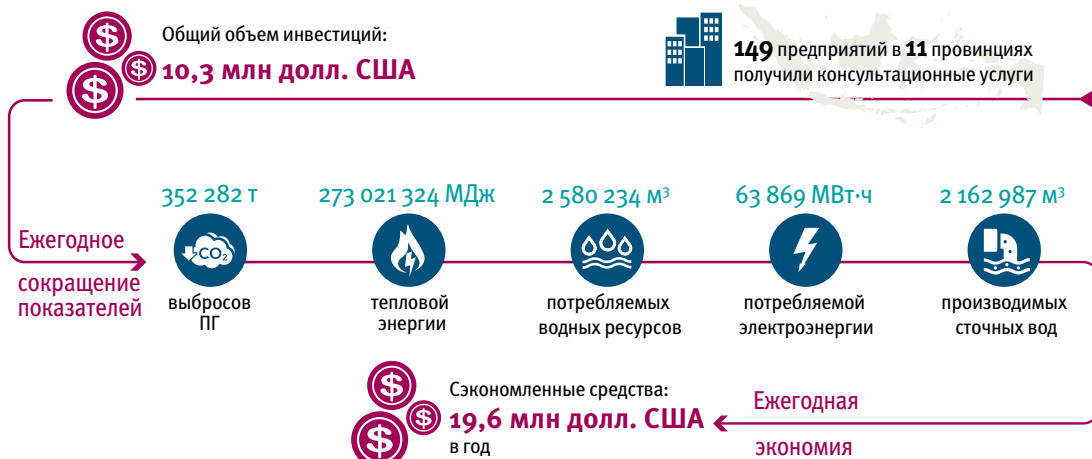 Общий объем инвестиций:
10,3 млн долл. США
149 предприятий в 11 провинциях
получили консультационные услуги
Ежегодное
сокращение
показателей
352 282 т
CO₂
выбросов
ПГ
273 021 324 МДж
тепловой
энергии
2 580 234 м³
потребляемых
водных ресурсов
63 869 МВт·ч
потребляемой
электроэнергии
2 162 987 м³
производимых
сточных вод
Ежегодная
экономия
Сэкономленные средства:
19,6 млн долл. США
в год